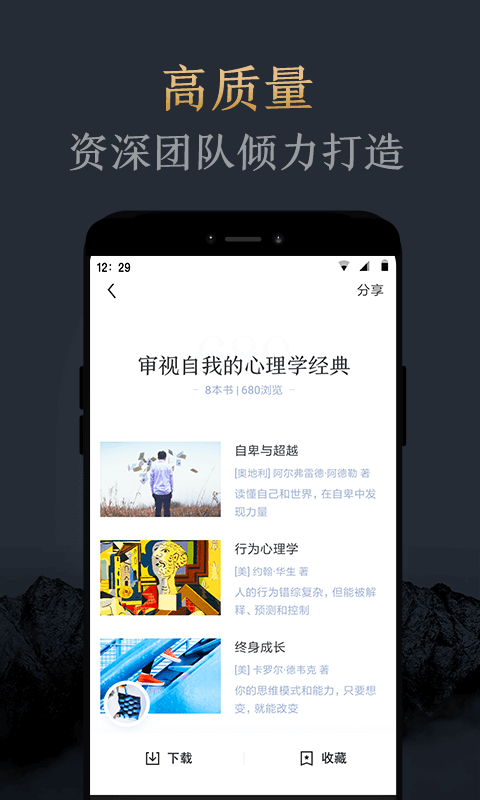 高质量
资深团队倾力打造
12: 29
分享
审视自我的心理学经典
8本书 | 680浏览
自卑与超越
[奥地利] 阿尔弗雷德·阿德勒 著
读懂自己和世界，在自卑中发
现力量
行为心理学
[美] 约翰·华生 著
人的行为错综复杂，但能被解
释、预测和控制
终身成长
[美] 卡罗尔·德韦克 著
你的思维模式和能力，只要想
变，就能改变
下载
收藏